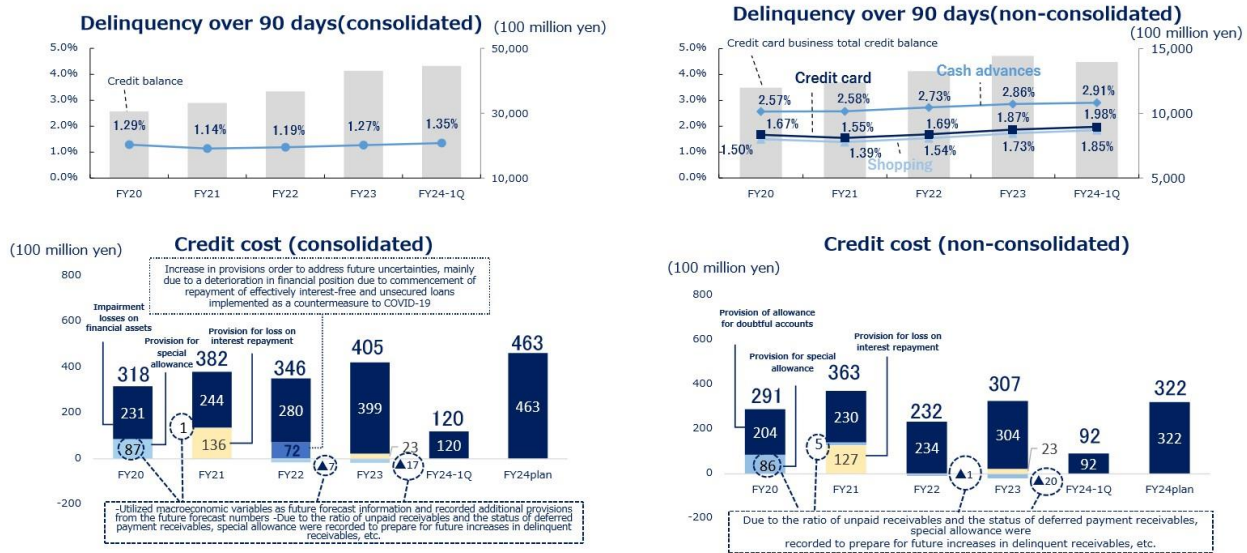 Delinquency over 90 days(consolidated) (100 million yen)
5.0%
4.0%
3.0%
2.0%
1.0%
0.0%
50,000
30,000
10,000
Credit balance
1.29%
1.14%
1.19%
1.27%
1.35%
FY20
FY21
FY22
FY23
FY24-1Q
Delinquency over 90 days(non-consolidated)
(100 million yen)
5.0%
4.0%
3.0%
2.0%
1.0%
0.0%
15,000
10,000
5,000
Credit card business total credit balance
Credit card
Cash advances
2.57%
2.58%
2.73%
2.86%
2.91%
1.67%
1.55%
1.69%
1.87%
1.98%
1.50%
1.39%
1.54%
1.73%
1.85%
Shopping
FY20
FY21
FY22
FY23
FY24-1Q
Credit cost (consolidated)
(100 million yen)
800
600
400
200
0
-200
Increase in provisions order to address future uncertainties, mainly
due to a deterioration in financial position due to commencement of
repayment of effectively interest-free and unsecured loans
implemented as a countermeasure to COVID-19
Impairment
losses on
financial assets
Provision for
special
allowance
Provision for loss on
interest repayment
318
231
87
1
382
244
136
346
280
72
▲7
405
399
23
▲17
120
120
463
463
FY20
FY21
FY22
FY23
FY24-1Q
FY24plan
-Utilized macroeconomic variables as future forecast information and recorded additional provisions
from the future forecast numbers -Due to the ratio of unpaid receivables and the status of deferred
payment receivables, special allowance were recorded to prepare for future increases in delinquent
receivables, etc.
Credit cost (non-consolidated)
(100 million yen)
800
600
400
200
0
-200
Provision of allowance
for doubtful accounts
Provision for special
allowance
Provision for loss on
interest repayment
291
204
86
5
363
230
127
232
234
▲1
307
304
23
▲20
92
92
322
322
FY20
FY21
FY22
FY23
FY24-1Q
FY24plan
Due to the ratio of unpaid receivables and the status of deferred payment receivables,
special allowance were
recorded to prepare for future increases in delinquent receivables, etc.